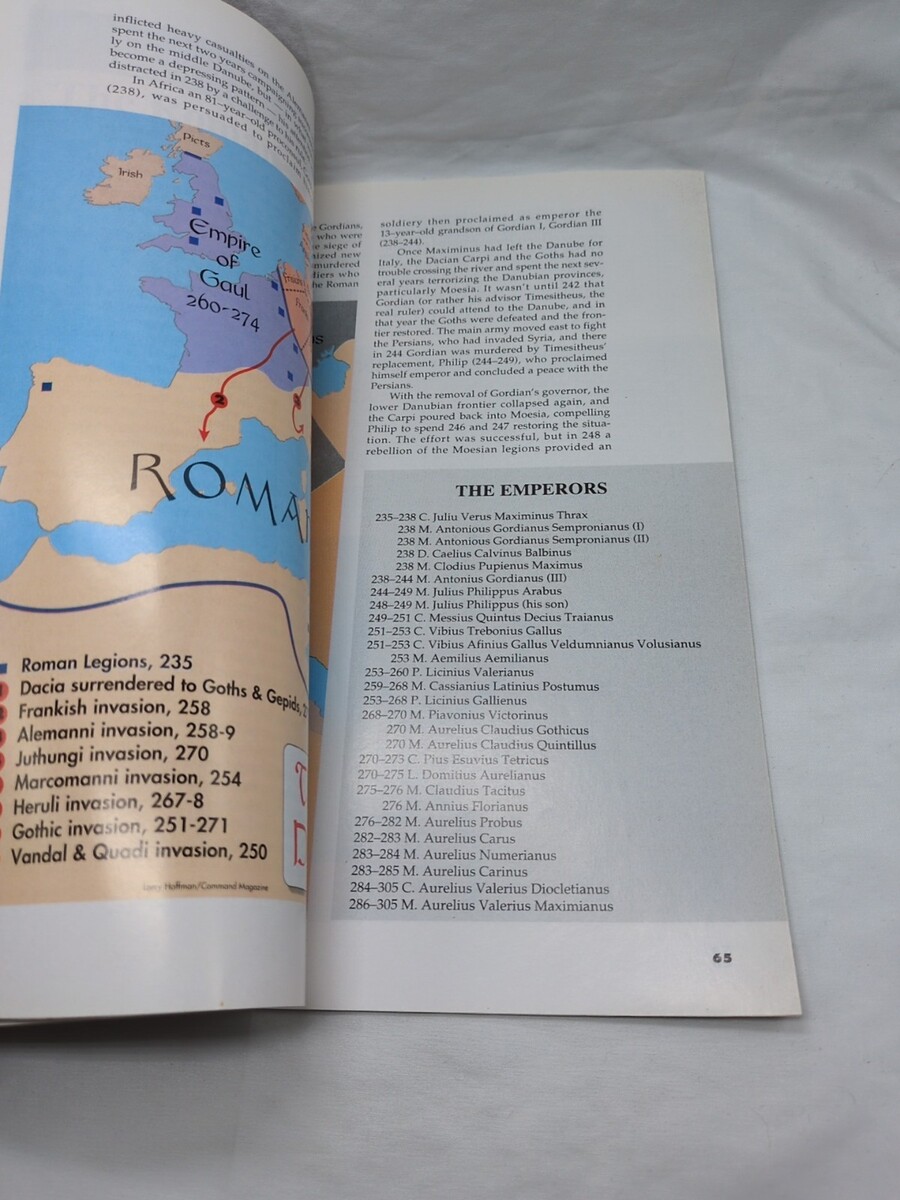 inflicted heavy casualties on the
spent the next two years campaigning
ly on the middle Danube, but — in
become a depressing pattern — his
distracted in 238 by a challenge to his
In Africa an 81–year–old proconsul,
(238), was persuaded to proclaim
Picts
Irish
Empire
of
Gaul
260-274
2
ROMA
Roman Legions, 235
Dacia surrendered to Goths & Gepids,
Frankish invasion, 258
Alemanni invasion, 258-9
Juthungi invasion, 270
Marcomanni invasion, 254
Heruli invasion, 267-8
Gothic invasion, 251-271
Vandal & Quadi invasion, 250
Larry Hoffman/Command Magazine
Gordians,
who were
siege of
new
murdered
who
the Roman
soldiery then proclaimed as emperor the
13–year–old grandson of Gordian I, Gordian III
(238–244).
Once Maximinus had left the Danube for
Italy, the Dacian Carpi and the Goths had no
trouble crossing the river and spent the next sev-
eral years terrorizing the Danubian provinces,
particularly Moesia. It wasn't until 242 that
Gordian (or rather his advisor Timesitheus, the
real ruler) could attend to the Danube, and in
that year the Goths were defeated and the fron-
tier restored. The main army moved east to fight
the Persians, who had invaded Syria, and there
in 244 Gordian was murdered by Timesitheus'
replacement, Philip (244–249), who proclaimed
himself emperor and concluded a peace with the
Persians.
With the removal of Gordian's governor, the
lower Danubian frontier collapsed again, and
the Carpi poured back into Moesia, compelling
Philip to spend 246 and 247 restoring the situa-
tion. The effort was successful, but in 248 a
rebellion of the Moesian legions provided an
THE EMPERORS
235–238 C. Juliu Verus Maximinus Thrax
238 M. Antonious Gordianus Sempronianus (I)
238 M. Antonious Gordianus Sempronianus (II)
238 D. Caelius Calvinus Balbinus
238 M. Clodius Pupienus Maximus
238–244 M. Antonius Gordianus (III)
244–249 M. Julius Philippus Arabus
248–249 M. Julius Philippus (his son)
249–251 C. Messius Quintus Decius Traianus
251–253 C. Vibius Trebonius Gallus
251–253 C. Vibius Afinius Gallus Veldumnianus Volusianus
253 M. Aemilius Aemilianus
253–260 P. Licinius Valerianus
259–268 M. Cassianus Latinius Postumus
253–268 P. Licinius Gallienus
268–270 M. Piavonius Victorinus
270 M. Aurelius Claudius Gothicus
270 M. Aurelius Claudius Quintillus
270–273 C. Pius Esuvius Tetricus
270–275 L. Domitius Aurelianus
275–276 M. Claudius Tacitus
276 M. Annius Florianus
276–282 M. Aurelius Probus
282–283 M. Aurelius Carus
283–284 M. Aurelius Numerianus
283–285 M. Aurelius Carinus
284–305 C. Aurelius Valerius Diocletianus
286–305 M. Aurelius Valerius Maximianus
65